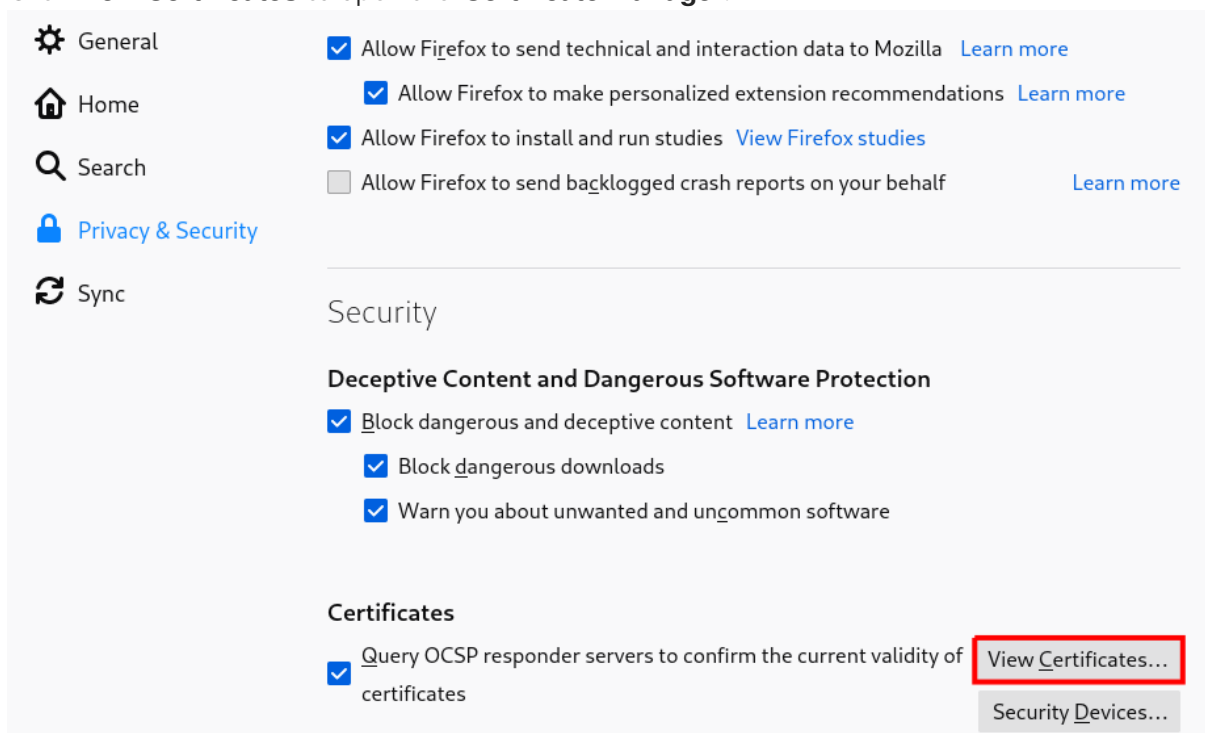 General
Home
Search
Privacy & Security
Sync
Allow Firefox to send technical and interaction data to Mozilla Learn more
Allow Firefox to make personalized extension recommendations Learn more
Allow Firefox to install and run studies View Firefox studies
Allow Firefox to send backlogged crash reports on your behalf Learn more
Security
Deceptive Content and Dangerous Software Protection
Block dangerous and deceptive content Learn more
Block dangerous downloads
Warn you about unwanted and uncommon software
Certificates
Query OCSP responder servers to confirm the current validity of
certificates
View Certificates...
Security Devices...